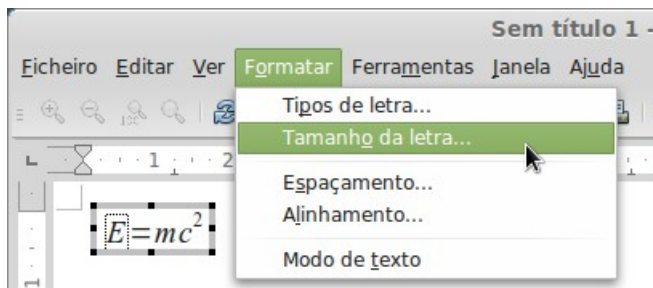 Sem título 1 -
Ficheiro Editar Ver Formatar Ferramentas Janela Ajuda
Tipos de letra...
Tamanho da letra...
1 2
Espaçamento...
E=mc²
Alinhamento...
Modo de texto
1